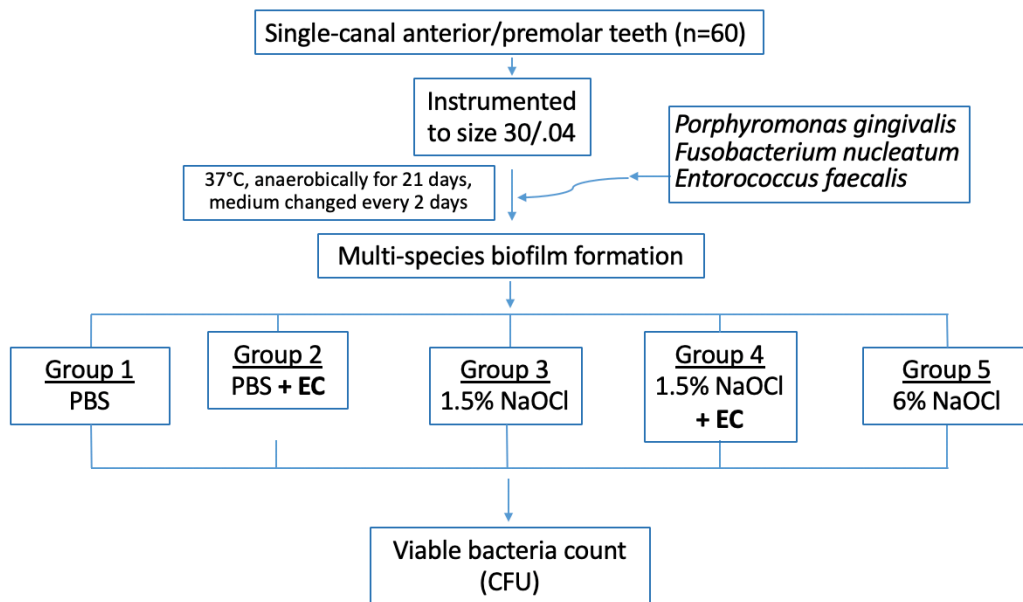 Single-canal anterior/premolar teeth (n=60)
Instrumented
to size 30/.04
Porphyromonas gingivalis
Fusobacterium nucleatum
Entorococcus faecalis
37°C, anaerobically for 21 days,
medium changed every 2 days
Multi-species biofilm formation
Group 1
PBS
Group 2
PBS + EC
Group 3
1.5% NaOCl
Group 4
1.5% NaOCl
+ EC
Group 5
6% NaOCl
Viable bacteria count
(CFU)